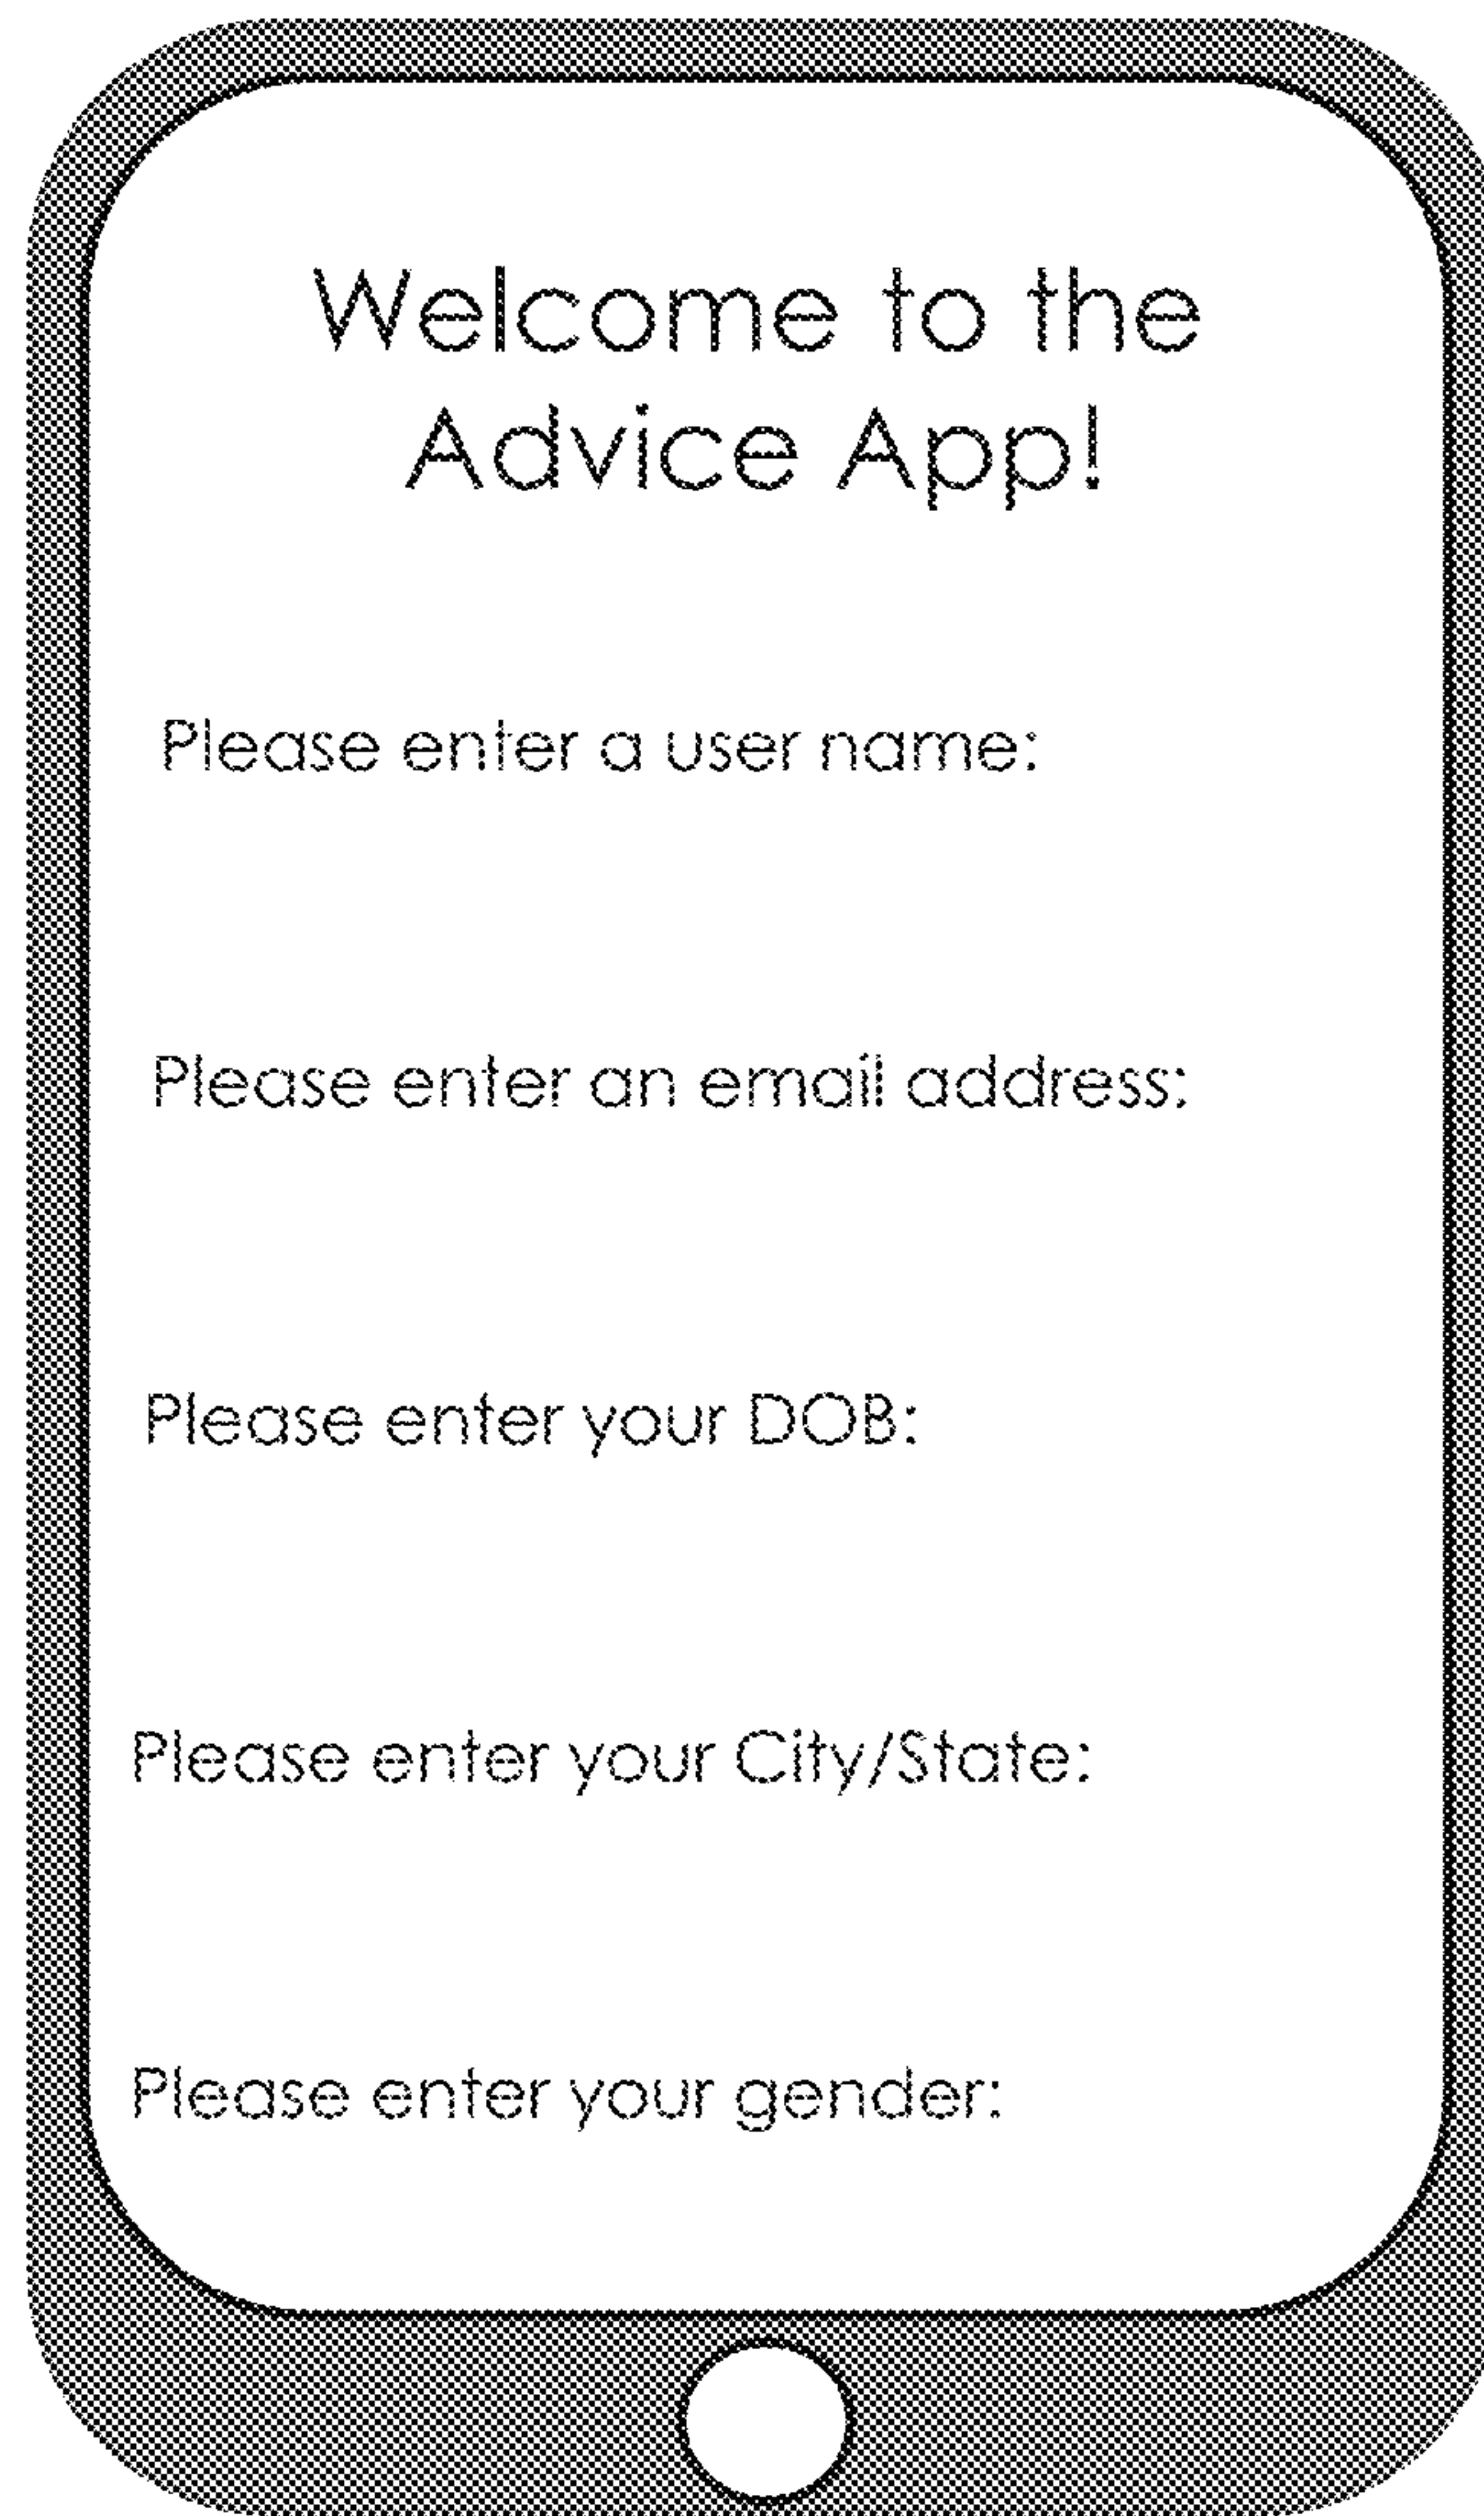 Welcome to the
Advice App!
Please enter a user name:
Please enter an email address:
Please enter your DOB:
Please enter your City/State:
Please enter your gender: